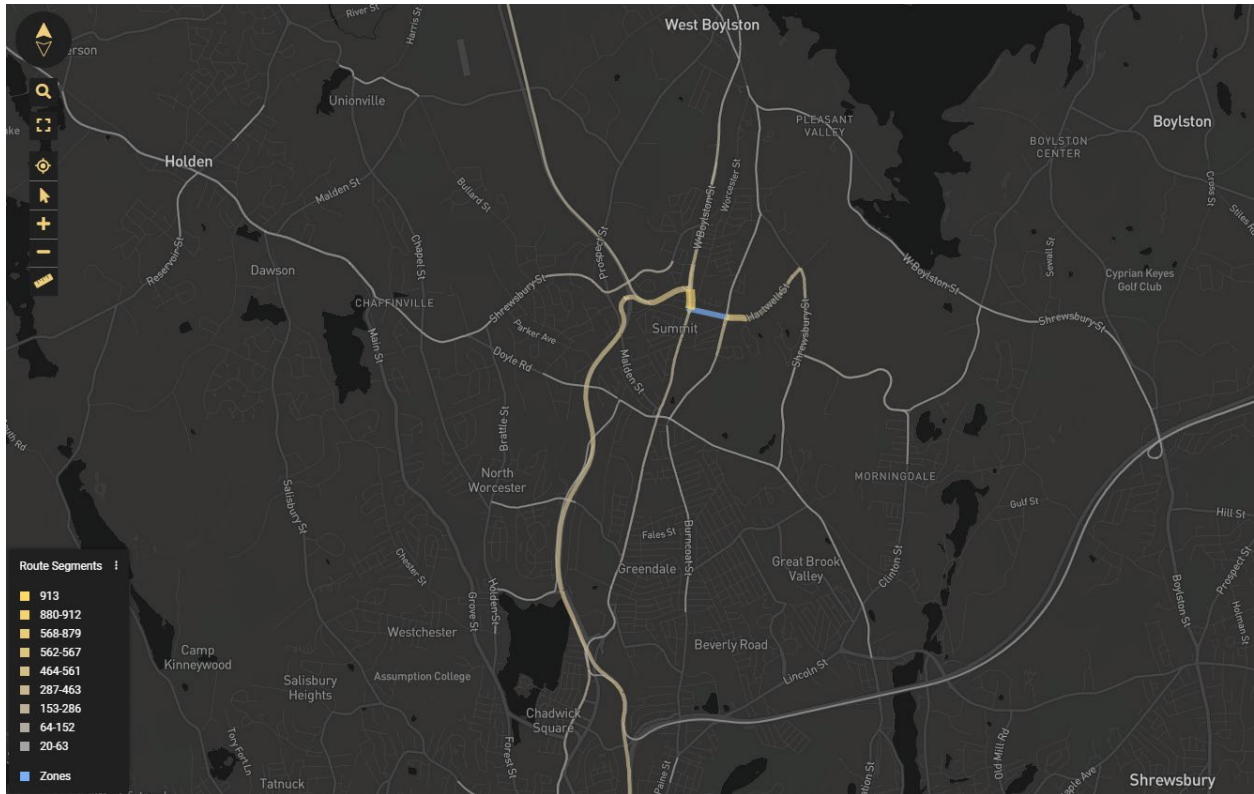 West Boylston
River St
Harris St
erson
Unionville
PLEASANT
VALLEY
Boylston
BOYLSTON
CENTER
Holden
Malden St
Bullard St
Worcester St
W Boylston St
Cross St
Stiles Rd
Reservoir St
Dawson
Chapel St
Prospect St
Sewall St
W Boylston St
Cyprian Keyes
Golf Club
CHAFFINVILLE
Shrewsbury St
Hastwells St
Shrewsbury St
Main St
Parker Ave
Summit
Shrewsbury St
Doyle Rd
Malden St
Brattle St
North
Worcester
MORNINGDALE
Salisbury St
Gulf St
Hill St
Fales St
Burncoat St
Greendale
Great Brook
Valley
Clinton St
Chester St
Holden St
Grove St
Boylston St
Prospect St
Holman St
Westchester
Beverly Road
Lincoln St
Camp
Kinneywood
Salisbury
Heights
Assumption College
Chadwick
Square
Tory Fort Ln
Forest St
Old Mill Rd
Tatnuck
Paine St
Shrewsbury
Route Segments
913
880-912
568-879
562-567
464-561
287-463
153-286
64-152
20-63
Zones